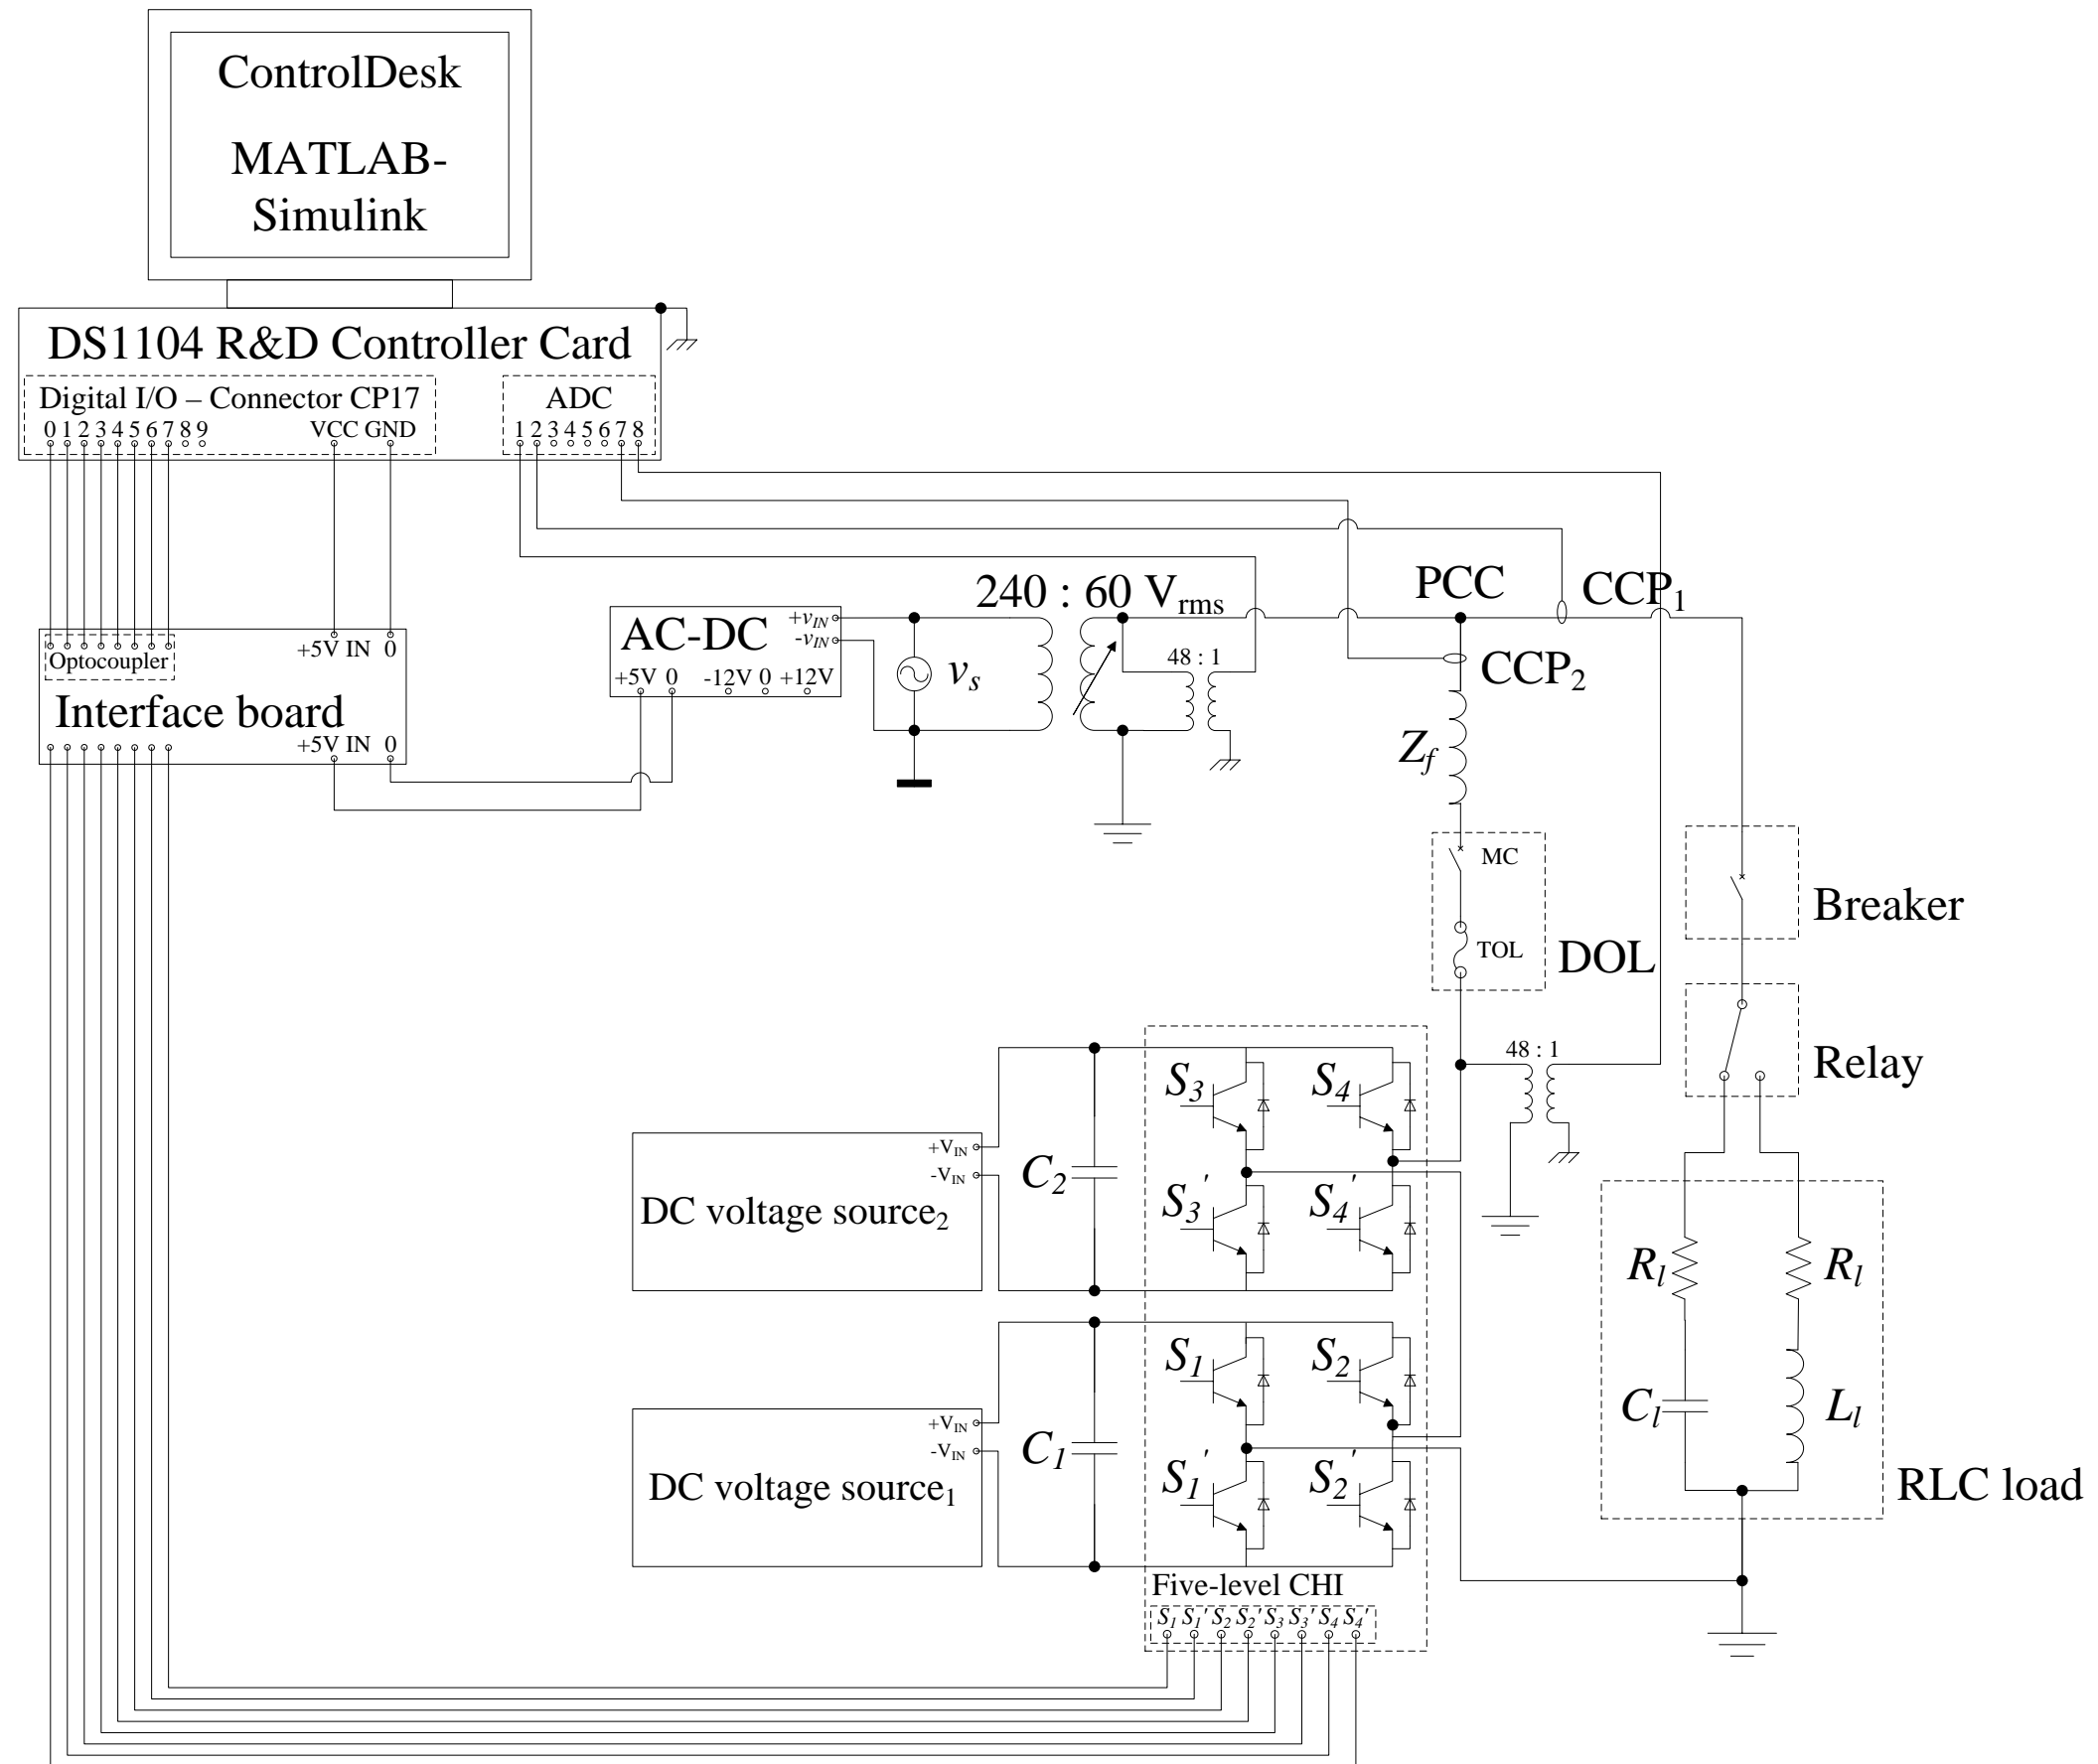 ControlDesk
MATLAB-
Simulink
DS1104 R&D Controller Card
Digital I/O – Connector CP17
ADC
0 1 2 3 4 5 6 7 8 9
VCC GND
1 2 3 4 5 6 7 8
240 : 60 Vrms
PCC
CCP1
AC-DC
+vIN
-vIN
+5V 0 -12V 0 +12V
vs
48 : 1
CCP2
Optocoupler
+5V IN 0
Interface board
+5V IN 0
Zf
MC
TOL
DOL
Breaker
Relay
48 : 1
S3
S4
+VIN
-VIN
C2
DC voltage source2
S3'
S4'
Rl
Rl
S1
S2
+VIN
-VIN
C1
Cl
Ll
DC voltage source1
S1'
S2'
RLC load
Five-level CHI
S1 S1' S2 S2' S3 S3' S4 S4'